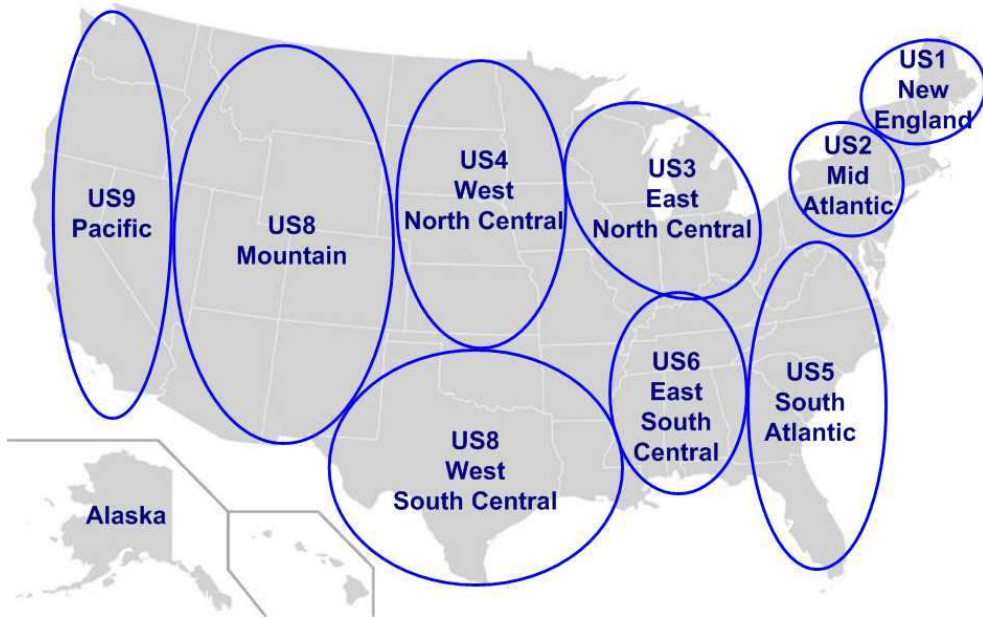 US1
New
England
US2
Mid
Atlantic
US4
West
North Central
US3
East
North Central
US9
Pacific
US8
Mountain
US6
East
South
Central
US5
South
Atlantic
US8
West
South Central
Alaska